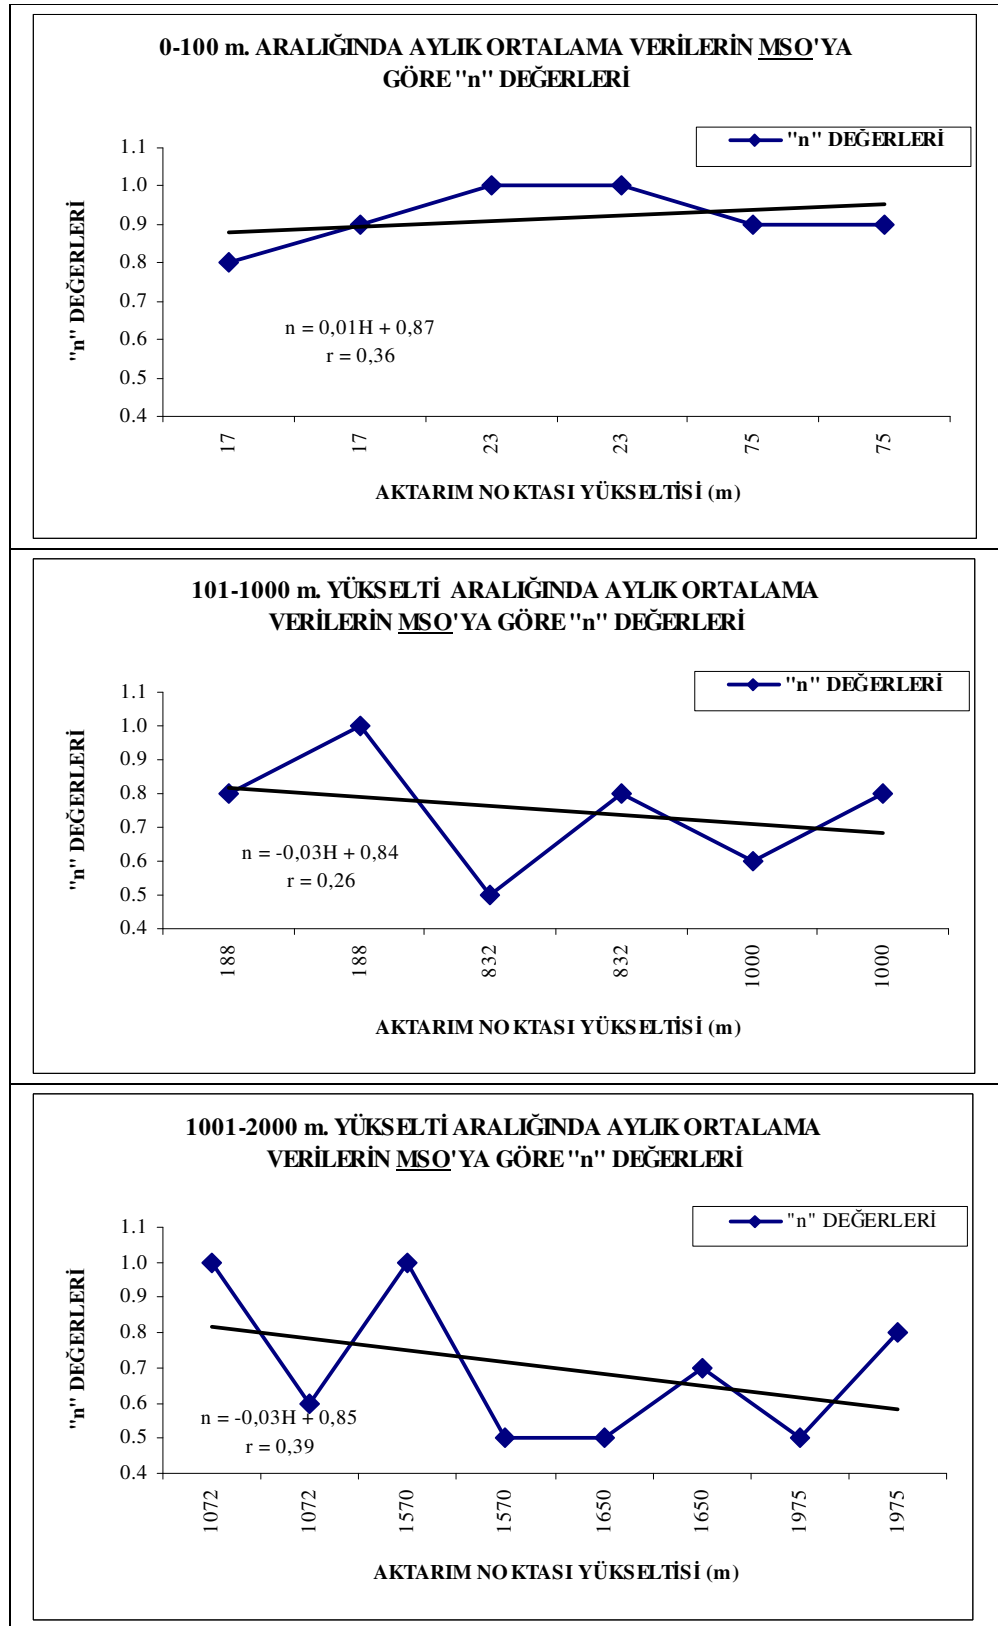 0-100 m. ARALIĞINDA AYLIK ORTALAMA VERİLERİN MSO'YA
GÖRE "n" DEĞERLERİ
"n" DEĞERLERİ
"n" DEĞERLERİ
1.1
1.0
0.9
0.8
0.7
0.6
0.5
0.4
n = 0,01H + 0,87
r = 0,36
17 17 23 23 75 75
AKTARIM NOKTASI YÜKSELTİSİ (m)
101-1000 m. YÜKSELTİ ARALIĞINDA AYLIK ORTALAMA
VERİLERİN MSO'YA GÖRE "n" DEĞERLERİ
"n" DEĞERLERİ
"n" DEĞERLERİ
1.1
1.0
0.9
0.8
0.7
0.6
0.5
0.4
n = -0,03H + 0,84
r = 0,26
188 188 832 832 1000 1000
AKTARIM NOKTASI YÜKSELTİSİ (m)
1001-2000 m. YÜKSELTİ ARALIĞINDA AYLIK ORTALAMA
VERİLERİN MSO'YA GÖRE "n" DEĞERLERİ
"n" DEĞERLERİ
"n" DEĞERLERİ
1.1
1.0
0.9
0.8
0.7
0.6
0.5
0.4
n = -0,03H + 0,85
r = 0,39
1072 1072 1570 1570 1650 1650 1975 1975
AKTARIM NOKTASI YÜKSELTİSİ (m)